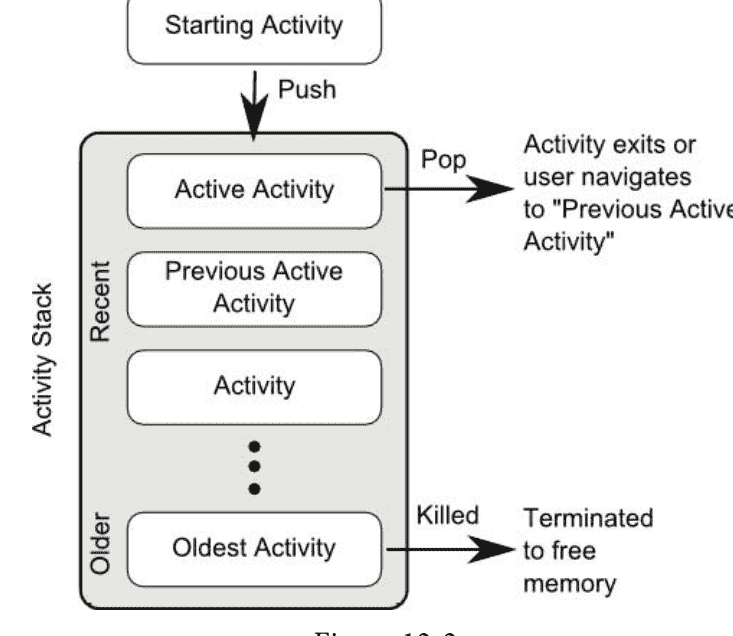 Starting Activity
Push
Pop
Active Activity
Activity exits or
user navigates
to "Previous Active
Activity"
Previous Active
Activity
Activity
Recent
Activity Stack
Older
Oldest Activity
Killed
Terminated
to free
memory